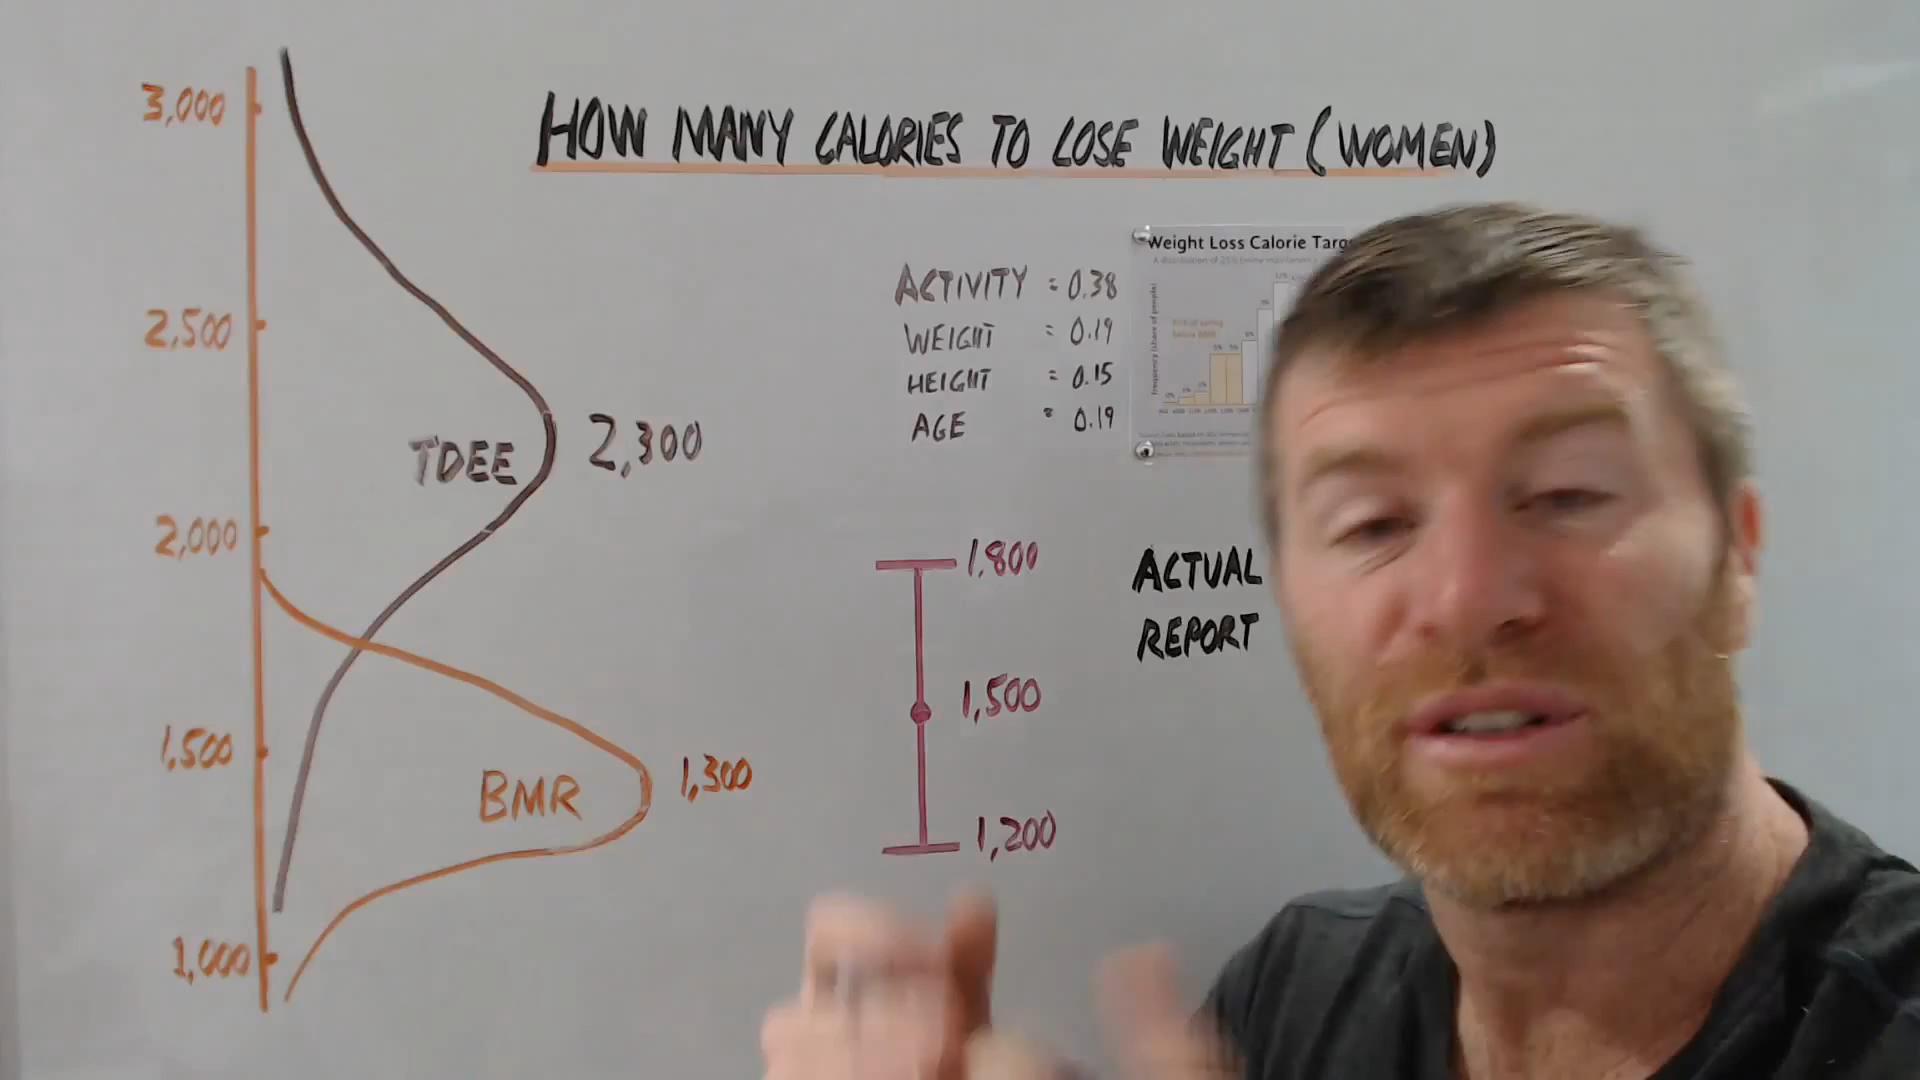 HOW MANY CALORIES TO LOSE WEIGHT (WOMEN)
3,000
2,500
2,000
1,500
1,000
TDEE 2,300
BMR 1,300
ACTIVITY = 0.38
WEIGHT = 0.19
HEIGHT = 0.15
AGE = 0.19
Weight Loss Calorie
1,800
1,500
1,200
ACTUAL
REPORT